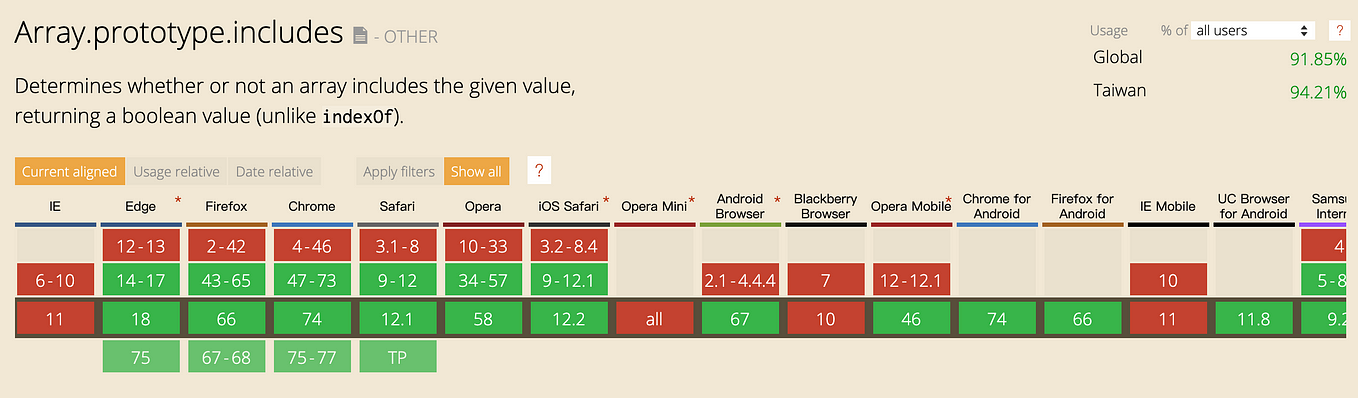 Array.prototype.includes - OTHER
Usage % of all users ?
Global 91.85%
Taiwan 94.21%
Determines whether or not an array includes the given value,
returning a boolean value (unlike indexOf).
Current aligned Usage relative Date relative Apply filters Show all ?
IE Edge * Firefox Chrome Safari Opera iOS Safari * Opera Mini * Android Browser * Blackberry Browser Opera Mobile * Chrome for Android Firefox for Android IE Mobile UC Browser for Android Samsu Interr
12-13 2-42 4-46 3.1-8 10-33 3.2-8.4 4
6-10 14-17 43-65 47-73 9-12 34-57 9-12.1 2.1-4.4.4 7 12-12.1 10 5-8
11 18 66 74 12.1 58 12.2 all 67 10 46 74 66 11 11.8 9.2
75 67-68 75-77 TP